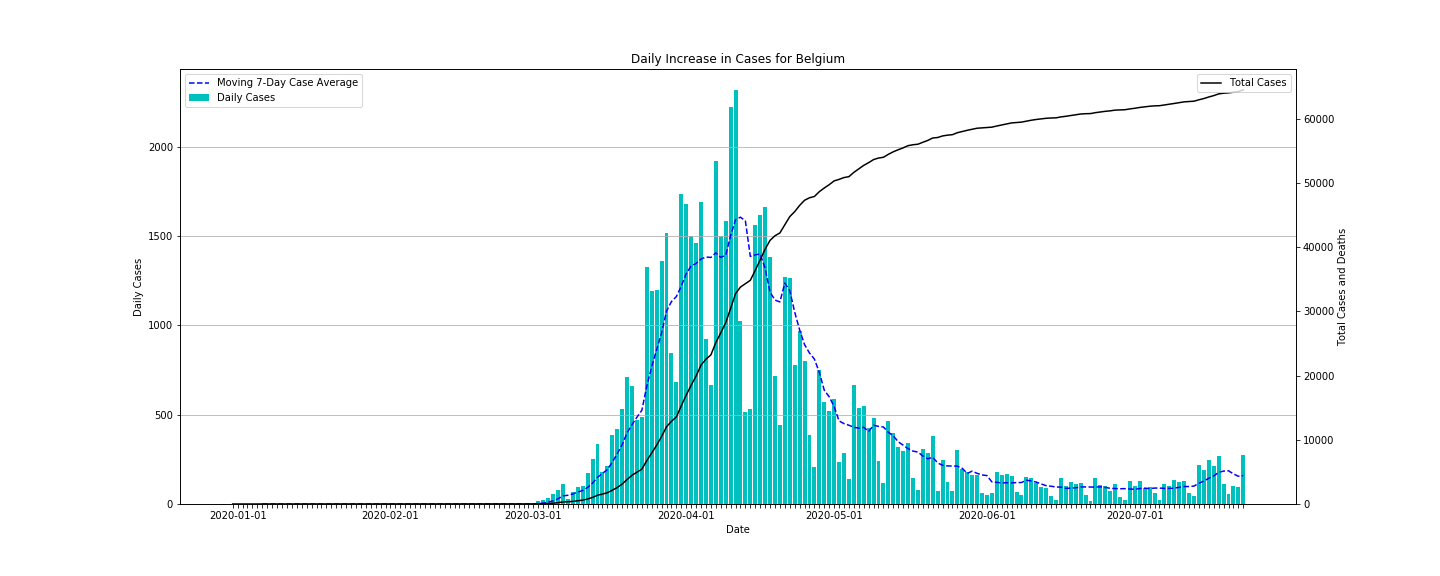 Daily Increase in Cases for Belgium
Moving 7-Day Case Average
Daily Cases
Total Cases
2000
1500
1000
500
0
Daily Cases
60000
50000
40000
30000
20000
10000
0
Total Cases and Deaths
2020-01-01
2020-02-01
2020-03-01
2020-04-01
2020-05-01
2020-06-01
2020-07-01
Date